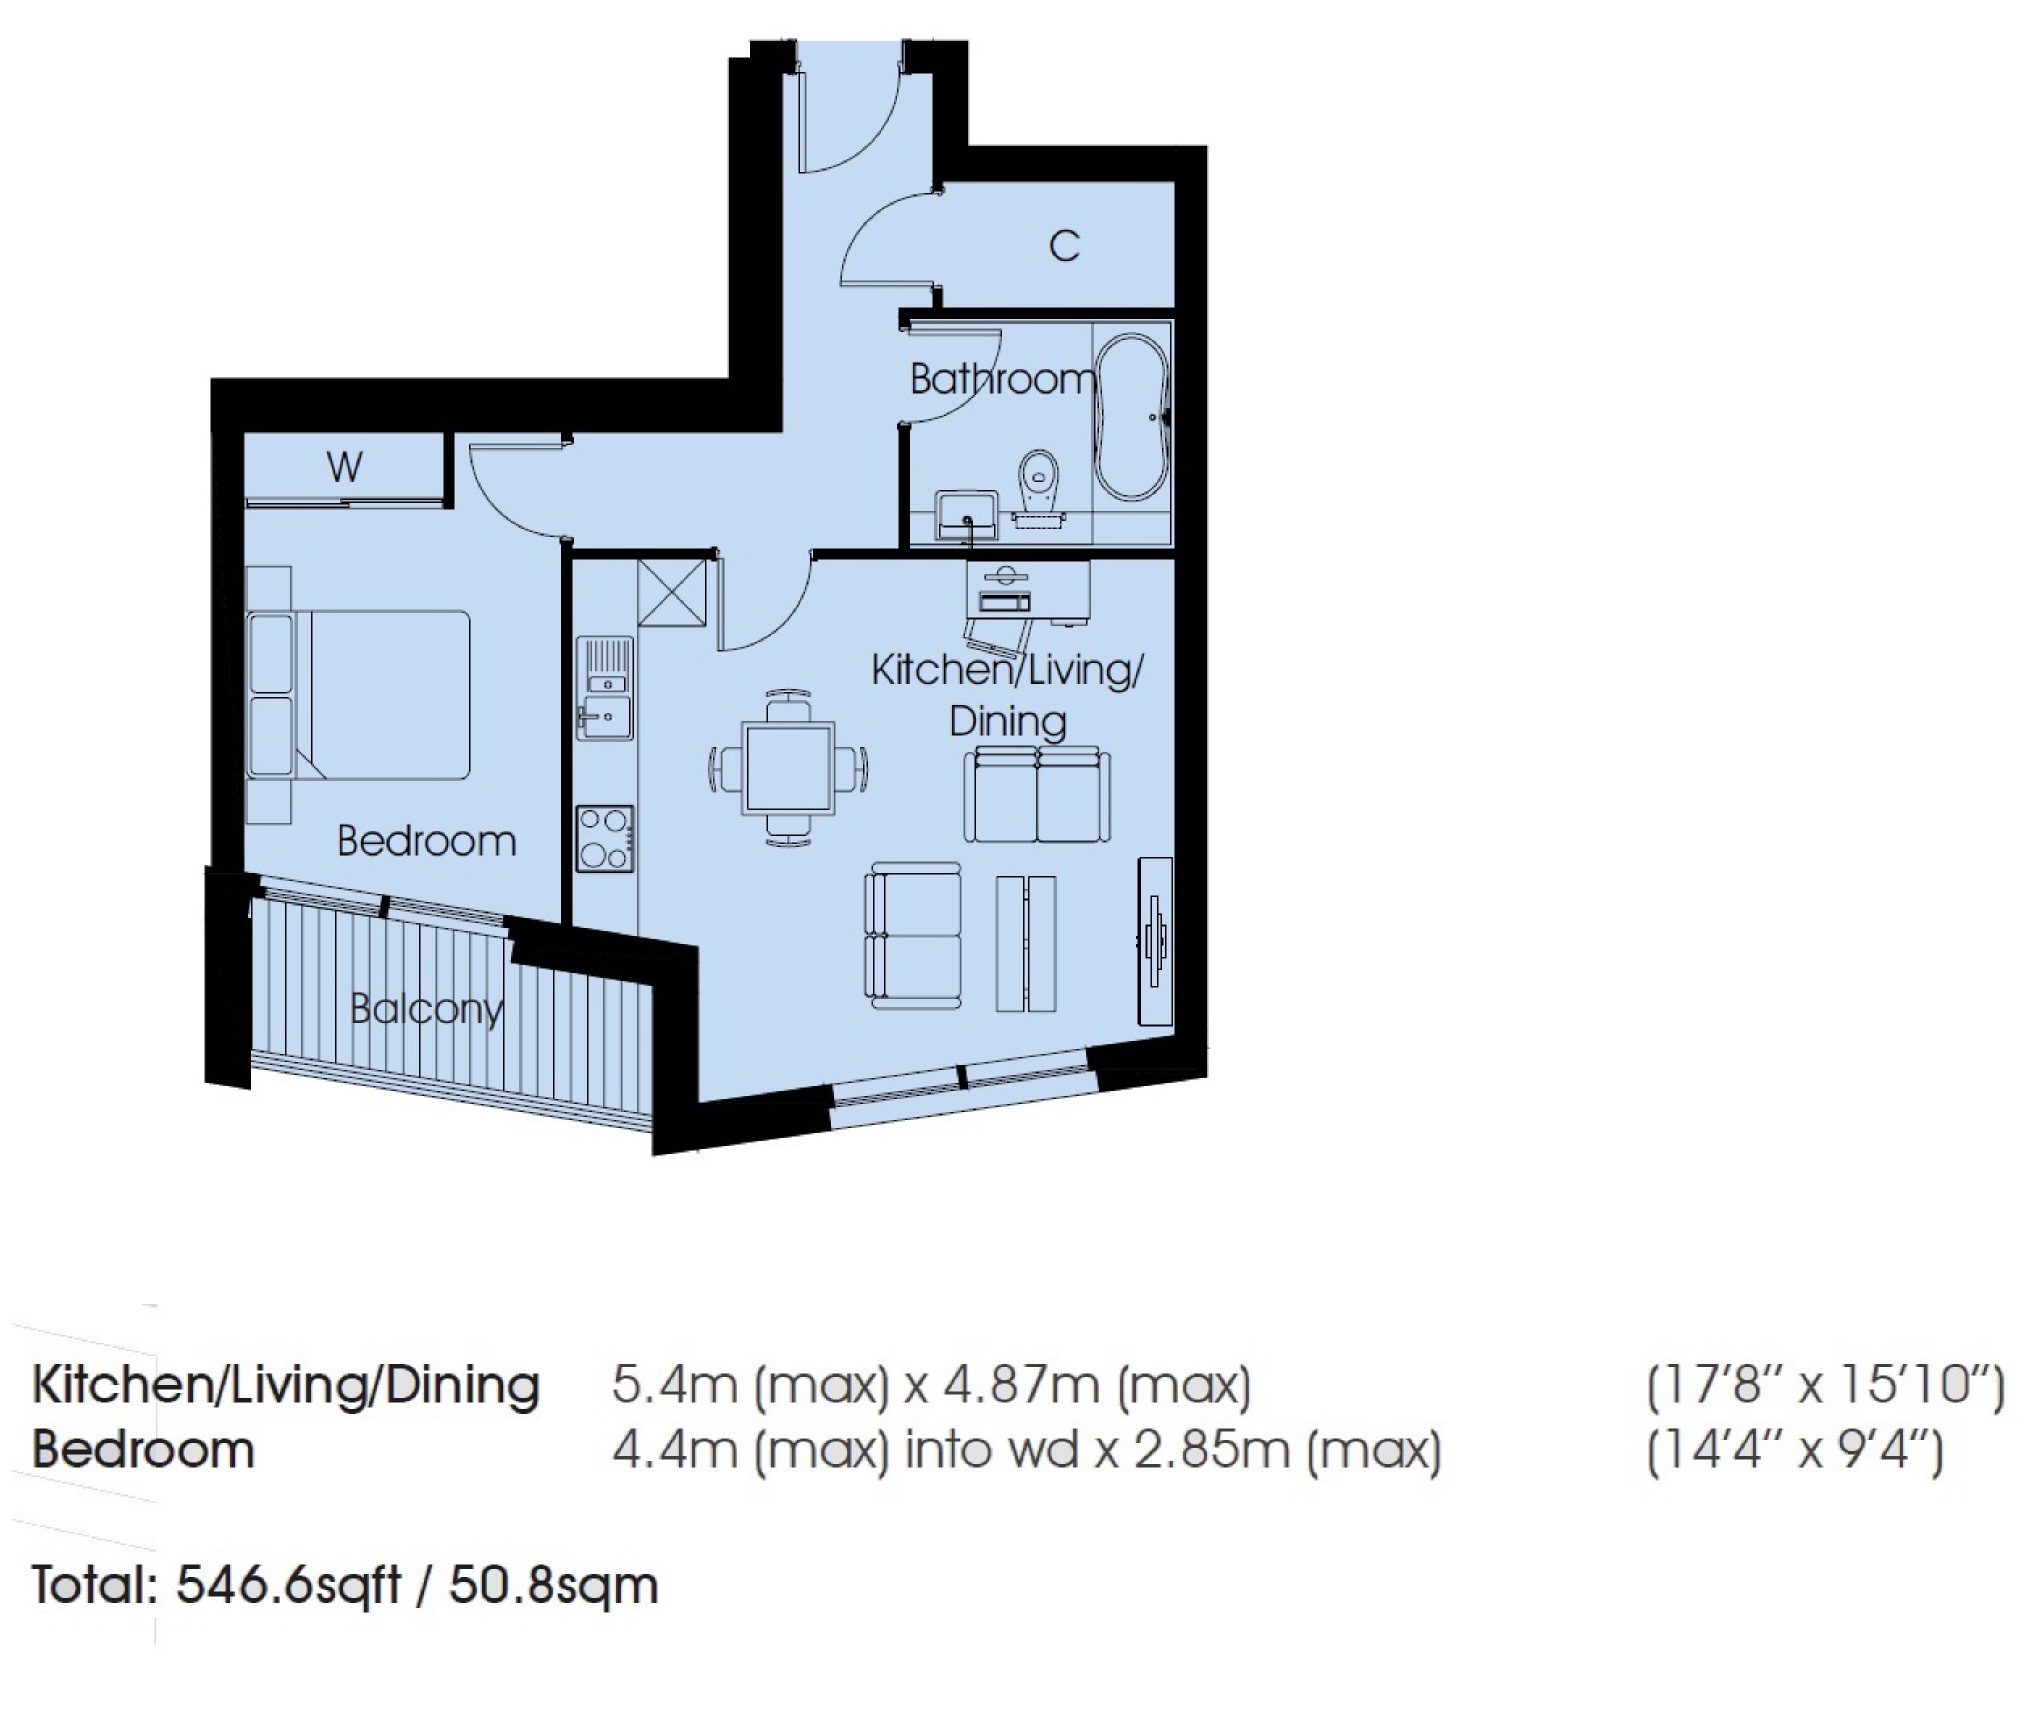 C
Bathroom
W
Kitchen/Living/
Dining
Bedroom
Balcony
Kitchen/Living/Dining 5.4m (max) x 4.87m (max) (17’8’’ x 15’10’’)
Bedroom 4.4m (max) into wd x 2.85m (max) (14’4’’ x 9’4’’)
Total: 546.6sqft / 50.8sqm